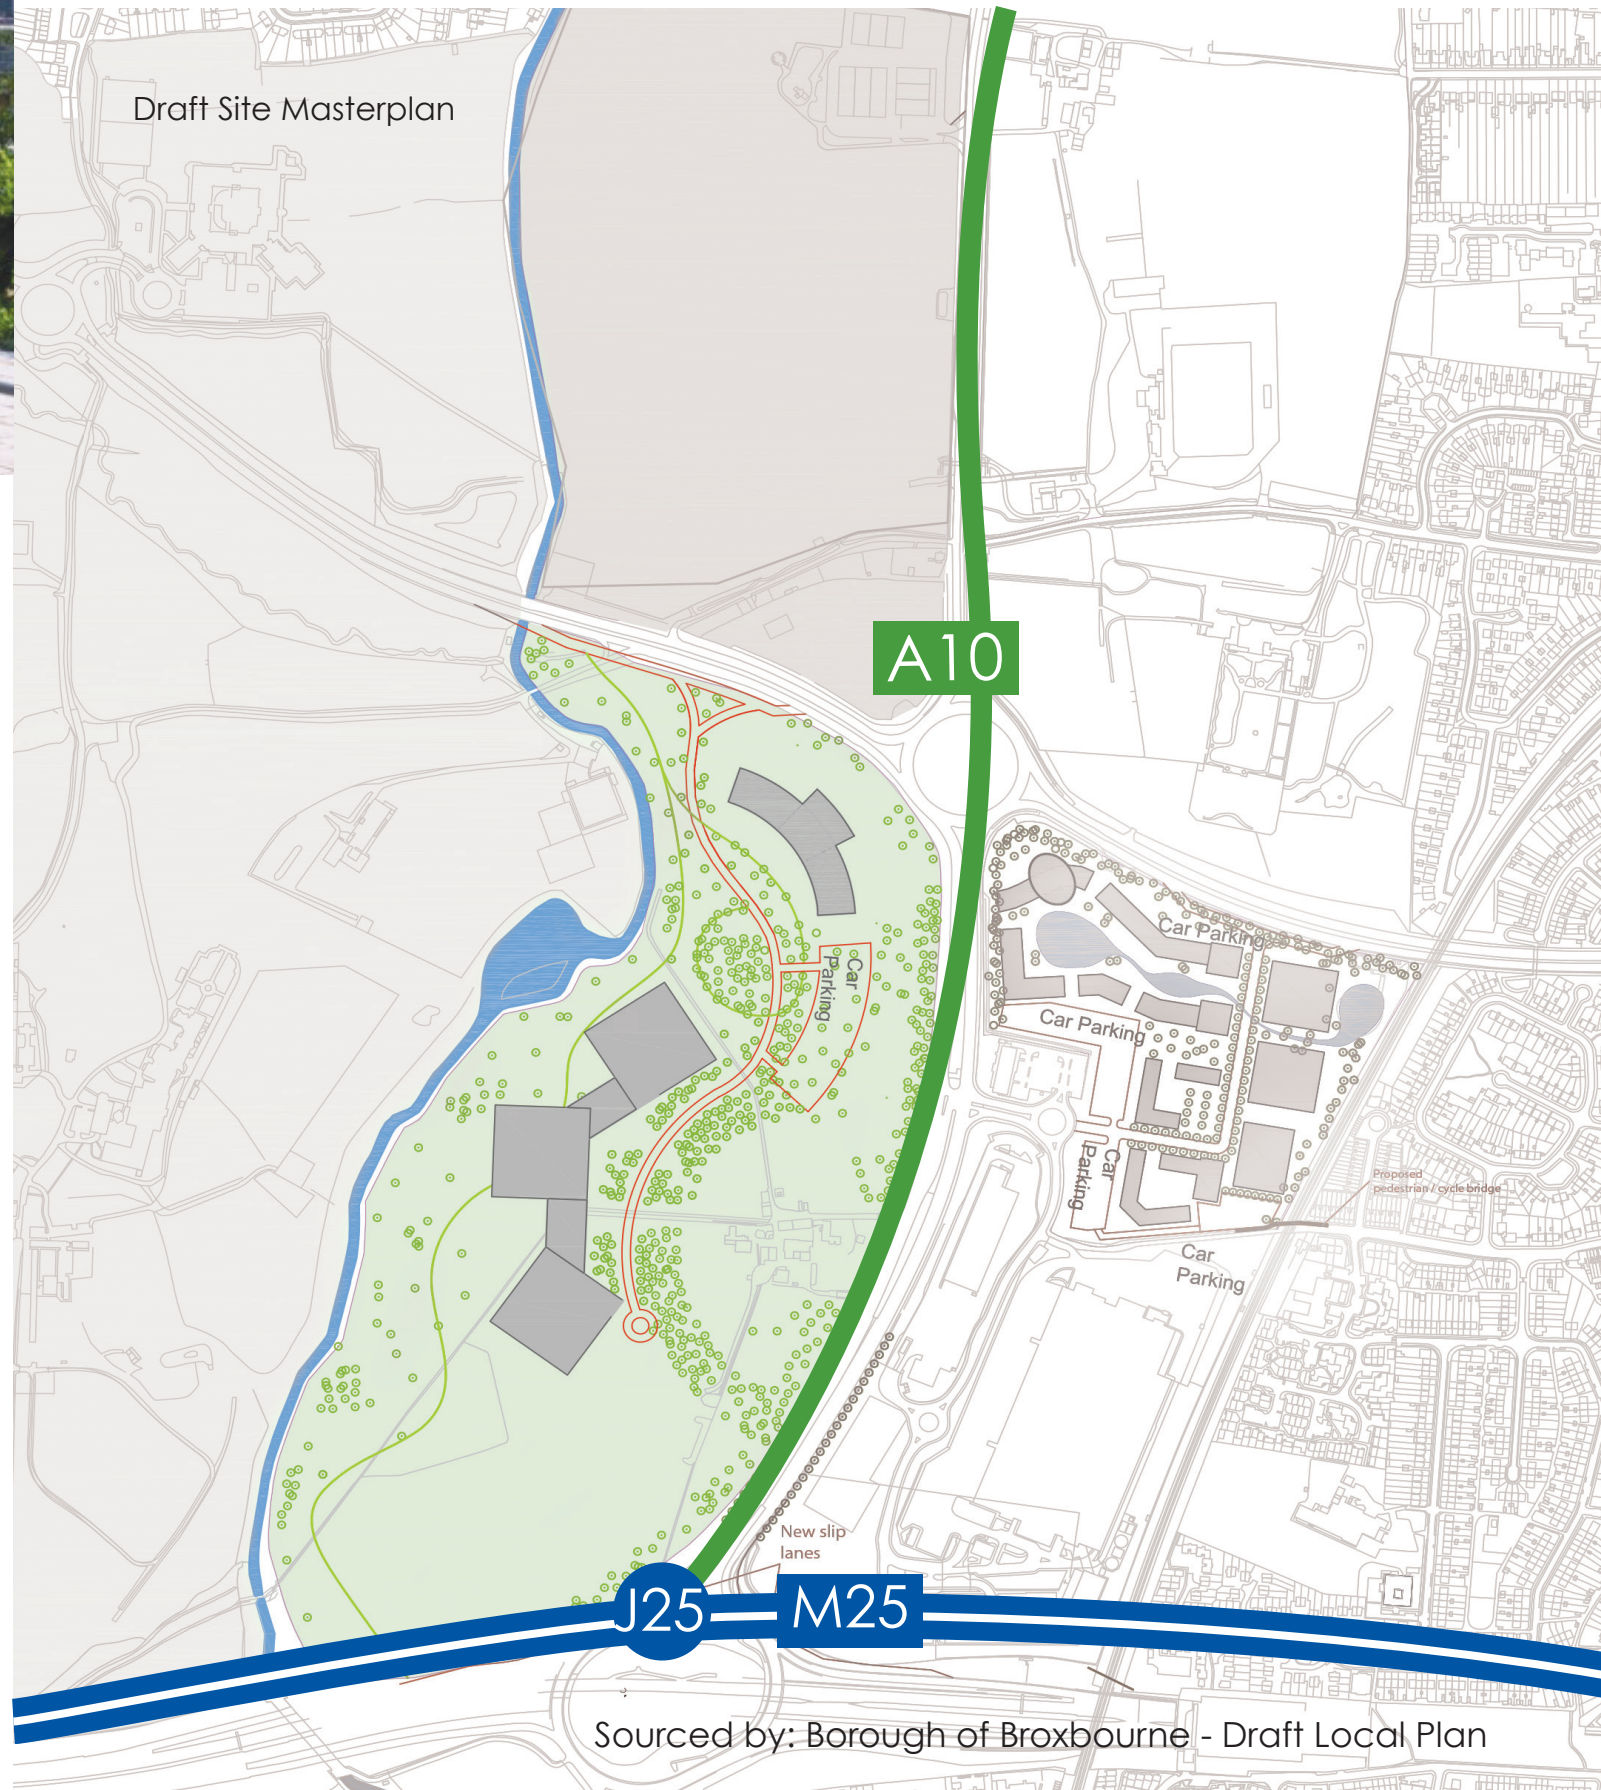 Draft Site Masterplan
A10
Car Parking
Car
Parking
Car Parking
Car
Parking
Proposed
pedestrian / cycle bridge
Car
Parking
New slip
lanes
J25
M25
Sourced by: Borough of Broxbourne - Draft Local Plan